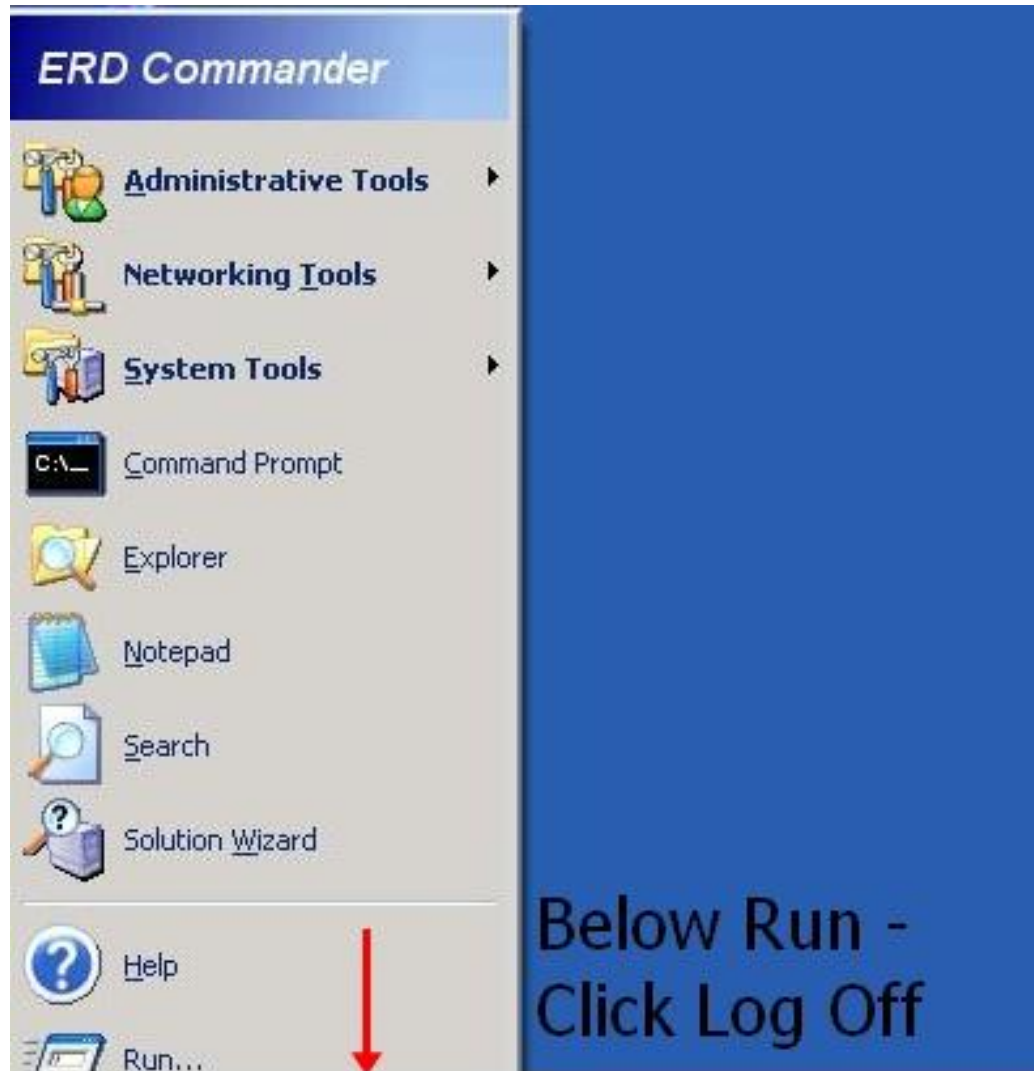 ERD Commander
Administrative Tools
Networking Tools
System Tools
C:\_
Command Prompt
Explorer
Notepad
Search
Solution Wizard
Help
Run...
Below Run -
Click Log Off